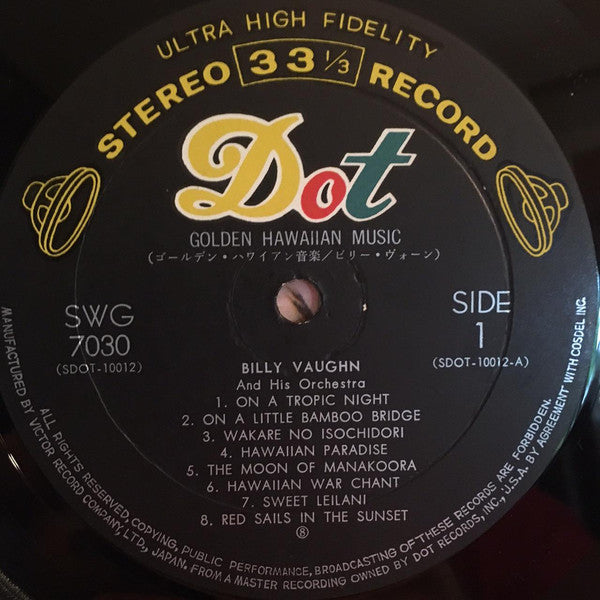 ULTRA HIGH FIDELITY
STEREO 33 1/3 RECORD
Dot
GOLDEN HAWAIIAN MUSIC
(ゴールデン・ハワイアン音楽/ビリー・ヴォーン)
SWG
7030
(SDOT-10012)
SIDE
1
(SDOT-10012-A)
BILLY VAUGHN
And His Orchestra
1. ON A TROPIC NIGHT
2. ON A LITTLE BAMBOO BRIDGE
3. WAKARE NO ISOCHIDORI
4. HAWAIIAN PARADISE
5. THE MOON OF MANAKOORA
6. HAWAIIAN WAR CHANT
7. SWEET LEILANI
8. RED SAILS IN THE SUNSET
⑧
ALL RIGHTS RESERVED, COPYING, PUBLIC PERFORMANCE, BROADCASTING OF THESE RECORDS ARE FORBIDDEN.
MANUFACTURED BY VICTOR RECORD COMPANY, LTD., JAPAN. FROM A MASTER RECORDING OWNED BY DOT RECORDS, INC., U.S.A. BY AGREEMENT WITH COSDEL INC.